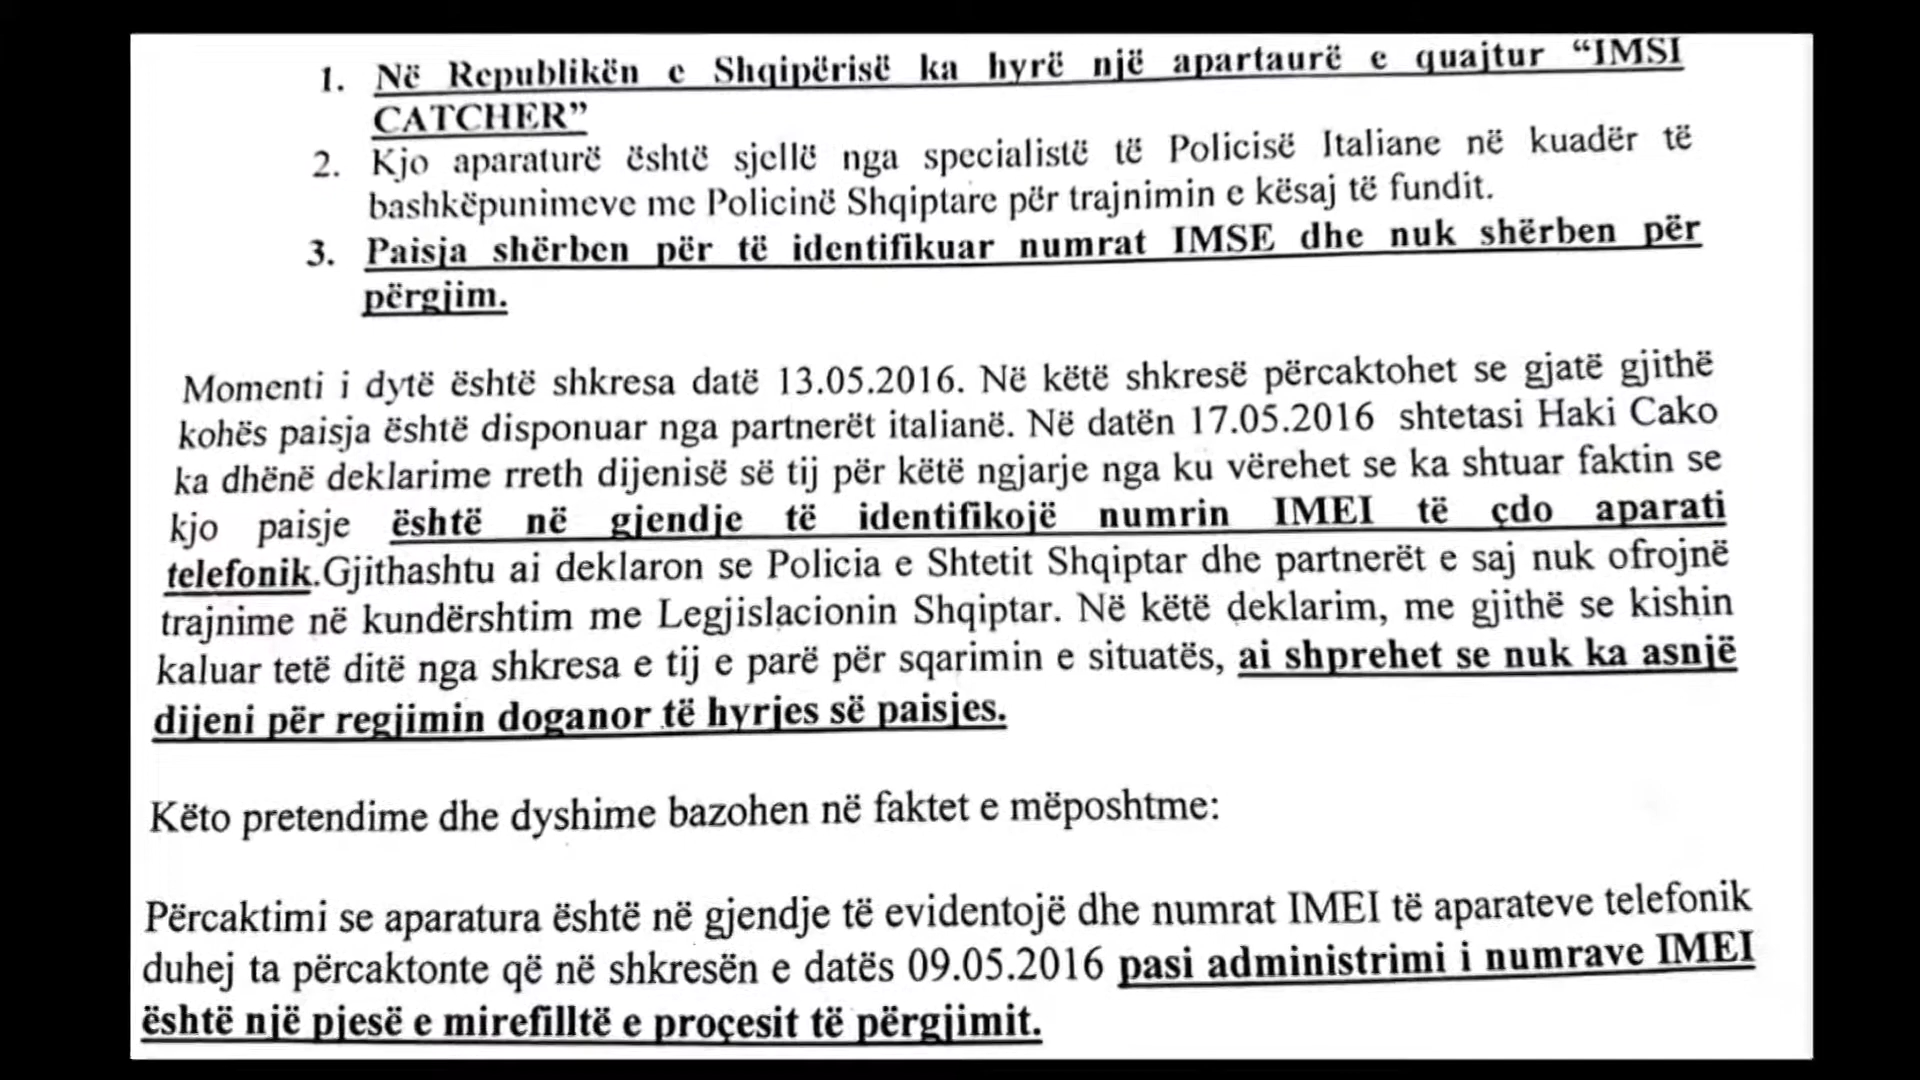 1. Në Republikën e Shqipërisë ka hyrë një apartaurë e quajtur “IMSI
CATCHER”
2. Kjo aparaturë është sjellë nga specialistë të Policisë Italiane në kuadër të
bashkëpunimeve me Policinë Shqiptare për trajnimin e kësaj të fundit.
3. Paisja shërben për të identifikuar numrat IMSE dhe nuk shërben për
përgjim.
Momenti i dytë është shkresa datë 13.05.2016. Në këtë shkresë përcaktohet se gjatë gjithë
kohës paisja është disponuar nga partnerët italianë. Në datën 17.05.2016 shtetasi Haki Cako
ka dhënë deklarime rreth dijenisë së tij për këtë ngjarje nga ku vërehet se ka shtuar faktin se
kjo paisje është në gjendje të identifikojë numrin IMEI të çdo aparati
telefonik.Gjithashtu ai deklaron se Policia e Shtetit Shqiptar dhe partnerët e saj nuk ofrojnë
trajnime në kundërshtim me Legjislacionin Shqiptar. Në këtë deklarim, me gjithë se kishin
kaluar tetë ditë nga shkresa e tij e parë për sqarimin e situatës, ai shprehet se nuk ka asnjë
dijeni për regjimin doganor të hyrjes së paisjes.
Këto pretendime dhe dyshime bazohen në faktet e mëposhtme:
Përcaktimi se aparatura është në gjendje të evidentojë dhe numrat IMEI të aparateve telefonik
duhej ta përcaktonte që në shkresën e datës 09.05.2016 pasi administrimi i numrave IMEI
është një pjesë e mirefilltë e proçesit të përgjimit.